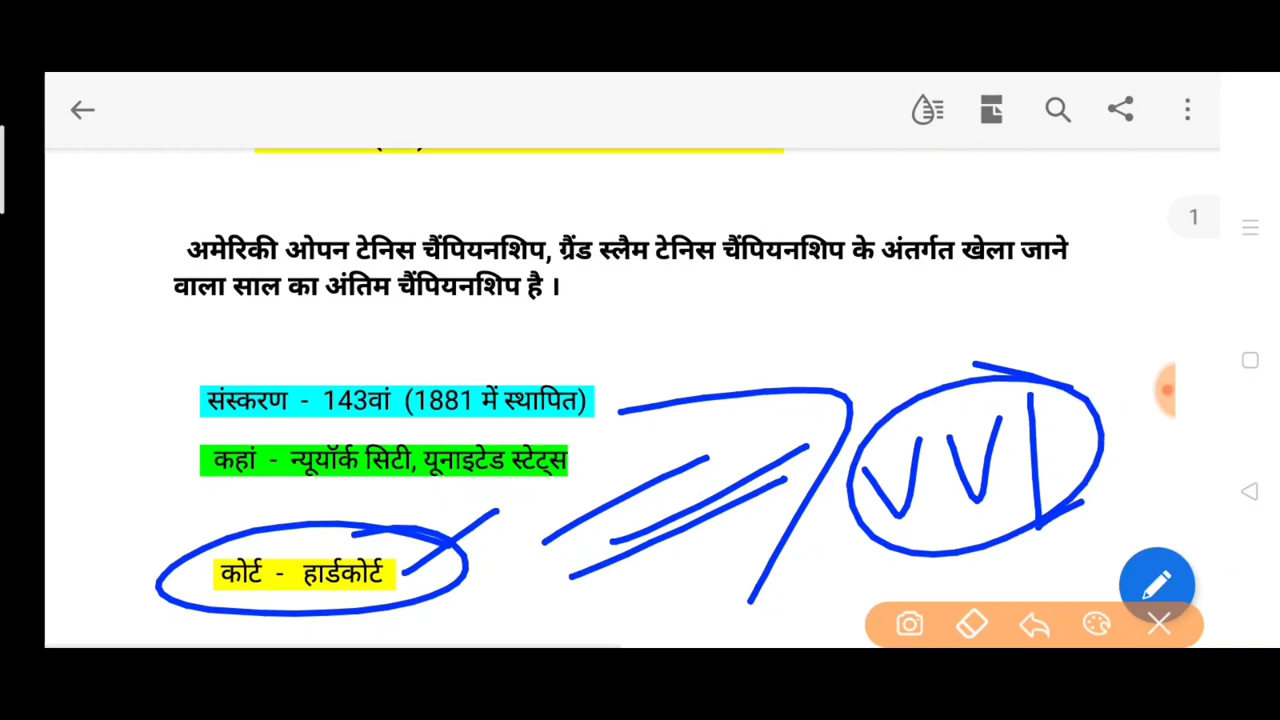 1
अमेरिकी ओपन टेनिस चैंपियनशिप, ग्रैंड स्लैम टेनिस चैंपियनशिप के अंतर्गत खेला जाने
वाला साल का अंतिम चैंपियनशिप है ।
संस्करण - 143वां (1881 में स्थापित)
कहां - न्यूयॉर्क सिटी, यूनाइटेड स्टेट्स
VVI
कोर्ट - हार्डकोर्ट